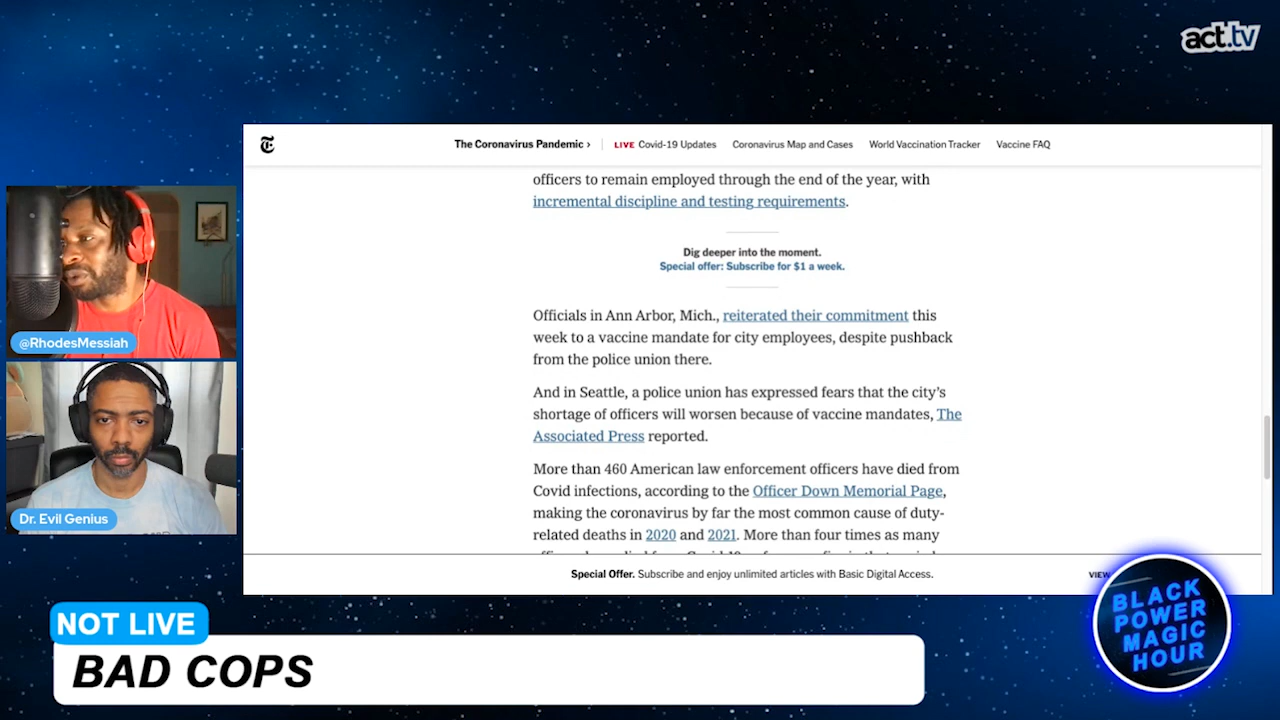 act.tv
The Coronavirus Pandemic ›
LIVE Covid-19 Updates
Coronavirus Map and Cases
World Vaccination Tracker
Vaccine FAQ
officers to remain employed through the end of the year, with
incremental discipline and testing requirements.
Dig deeper into the moment.
Special offer: Subscribe for $1 a week.
Officials in Ann Arbor, Mich., reiterated their commitment this
week to a vaccine mandate for city employees, despite pushback
from the police union there.
And in Seattle, a police union has expressed fears that the city’s
shortage of officers will worsen because of vaccine mandates, The
Associated Press reported.
More than 460 American law enforcement officers have died from
Covid infections, according to the Officer Down Memorial Page,
making the coronavirus by far the most common cause of duty-
related deaths in 2020 and 2021. More than four times as many
Special Offer. Subscribe and enjoy unlimited articles with Basic Digital Access.
VIEW
@RhodesMessiah
Dr. Evil Genius
NOT LIVE
BAD COPS
BLACK
POWER
MAGIC
HOUR